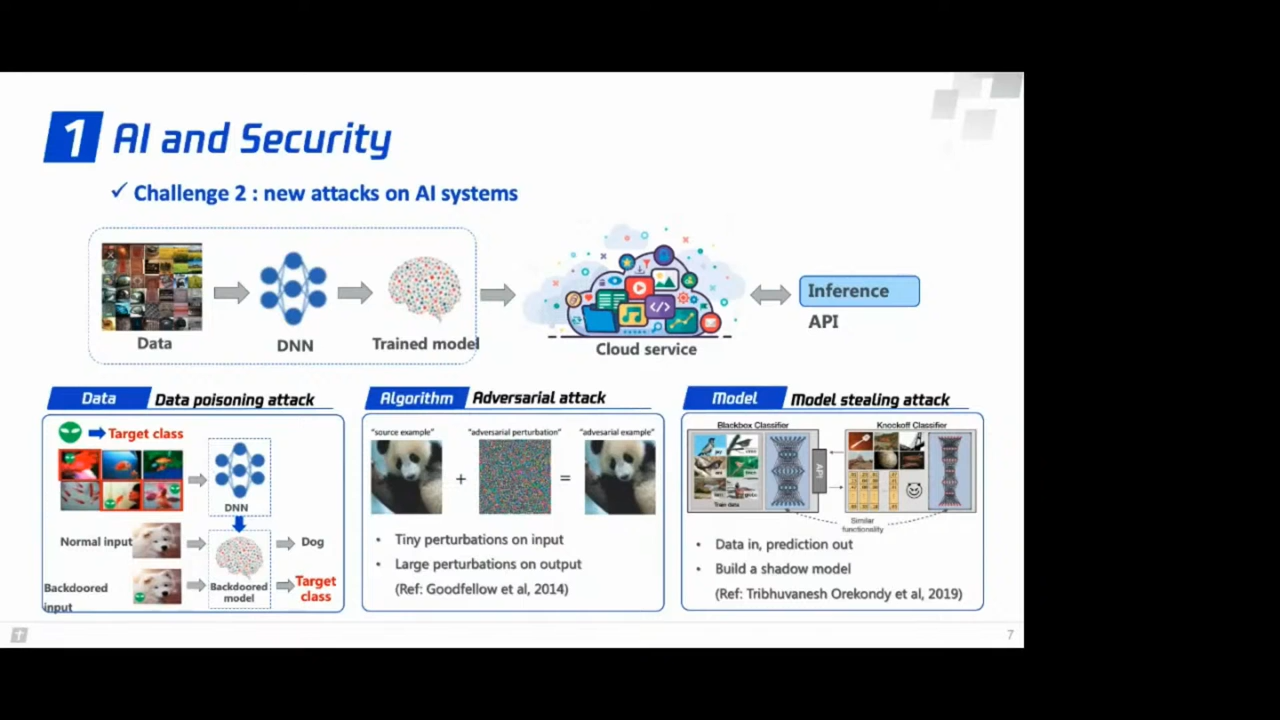 1 AI and Security
✓ Challenge 2 : new attacks on AI systems
Data
DNN
Trained model
Cloud service
Inference
API
Data Data poisoning attack
Target class
DNN
Normal input
Dog
Backdoored
input
Backdoored
model
Target
class
Algorithm Adversarial attack
"source example" "adversarial perturbation" "advesarial example"
+ =
• Tiny perturbations on input
• Large perturbations on output
(Ref: Goodfellow et al, 2014)
Model Model stealing attack
Blackbox Classifier Knockoff Classifier
API
Train data
Similar
functionality
• Data in, prediction out
• Build a shadow model
(Ref: Tribhuvanesh Orekondy et al, 2019)
7